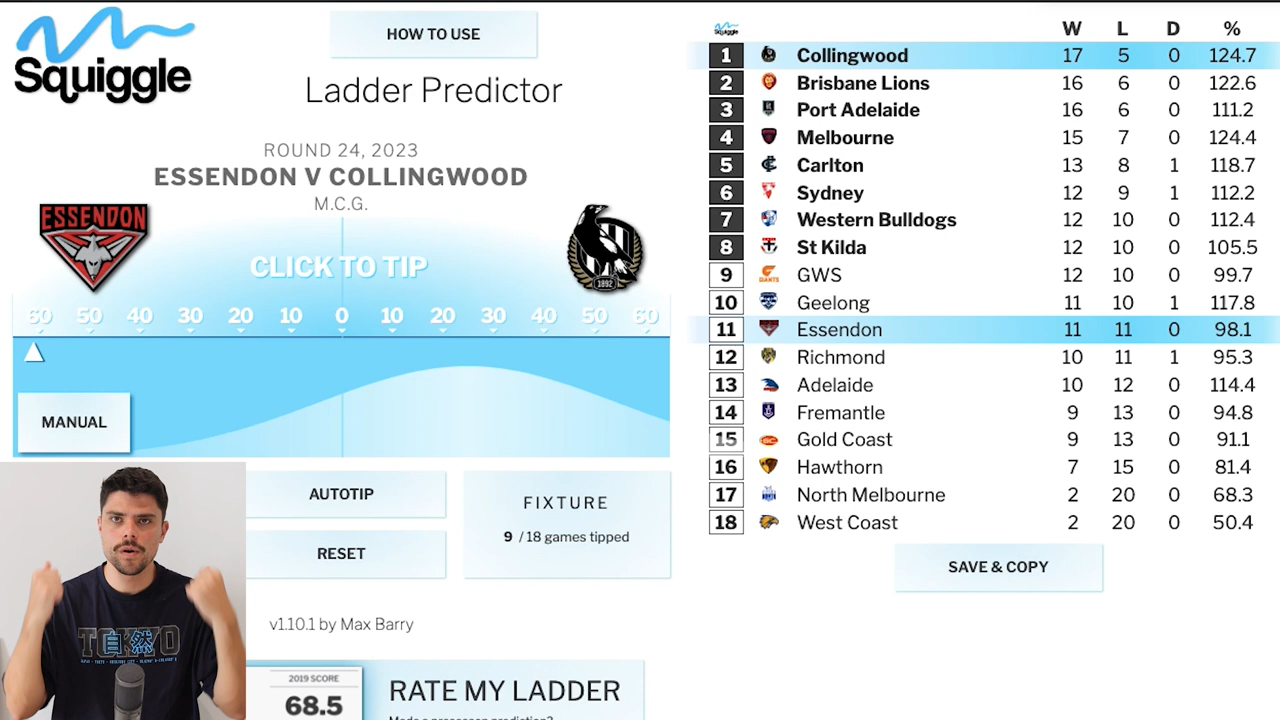 Squiggle
HOW TO USE
Ladder Predictor
ROUND 24, 2023
ESSENDON V COLLINGWOOD
M.C.G.
ESSENDON
1892
CLICK TO TIP
60 50 40 30 20 10 0 10 20 30 40 50 60
MANUAL
AUTOTIP
RESET
FIXTURE
9 / 18 games tipped
v1.10.1 by Max Barry
2019 SCORE
68.5
RATE MY LADDER
TOKYO
自然
Squiggle W L D %
1 Collingwood 17 5 0 124.7
2 Brisbane Lions 16 6 0 122.6
3 Port Adelaide 16 6 0 111.2
4 Melbourne 15 7 0 124.4
5 Carlton 13 8 1 118.7
6 Sydney 12 9 1 112.2
7 Western Bulldogs 12 10 0 112.4
8 St Kilda 12 10 0 105.5
9 GWS 12 10 0 99.7
10 Geelong 11 10 1 117.8
11 Essendon 11 11 0 98.1
12 Richmond 10 11 1 95.3
13 Adelaide 10 12 0 114.4
14 Fremantle 9 13 0 94.8
15 Gold Coast 9 13 0 91.1
16 Hawthorn 7 15 0 81.4
17 North Melbourne 2 20 0 68.3
18 West Coast 2 20 0 50.4
SAVE & COPY